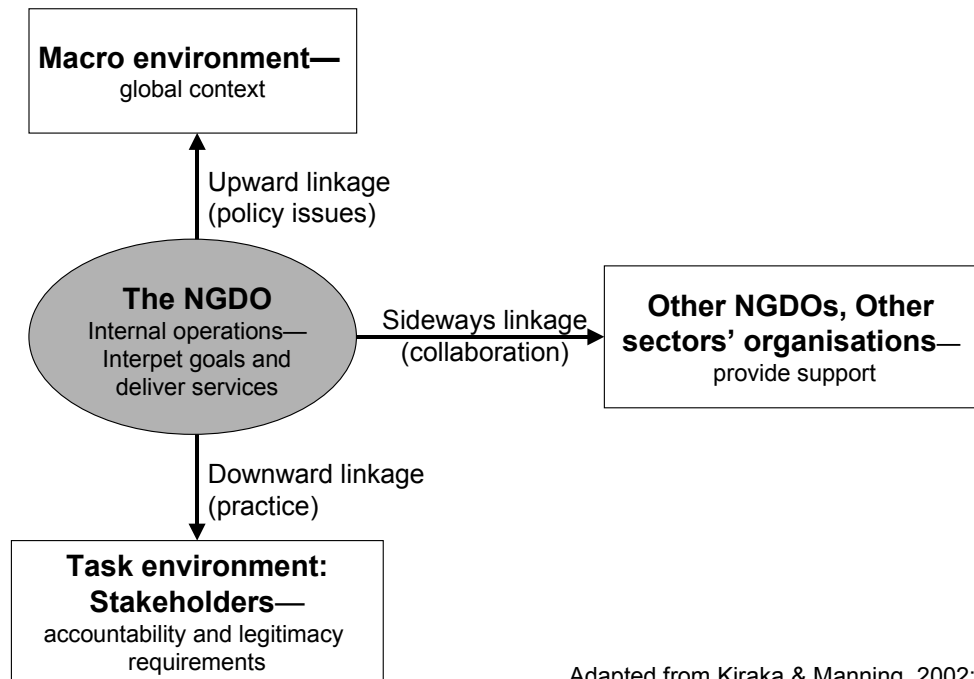 Macro environment—
global context
Upward linkage
(policy issues)
The NGDO
Internal operations—
Interpet goals and
deliver services
Sideways linkage
(collaboration)
Other NGDOs, Other
sectors’ organisations—
provide support
Downward linkage
(practice)
Task environment:
Stakeholders—
accountability and legitimacy
requirements
Adapted from Kiraka & Manning, 2002: